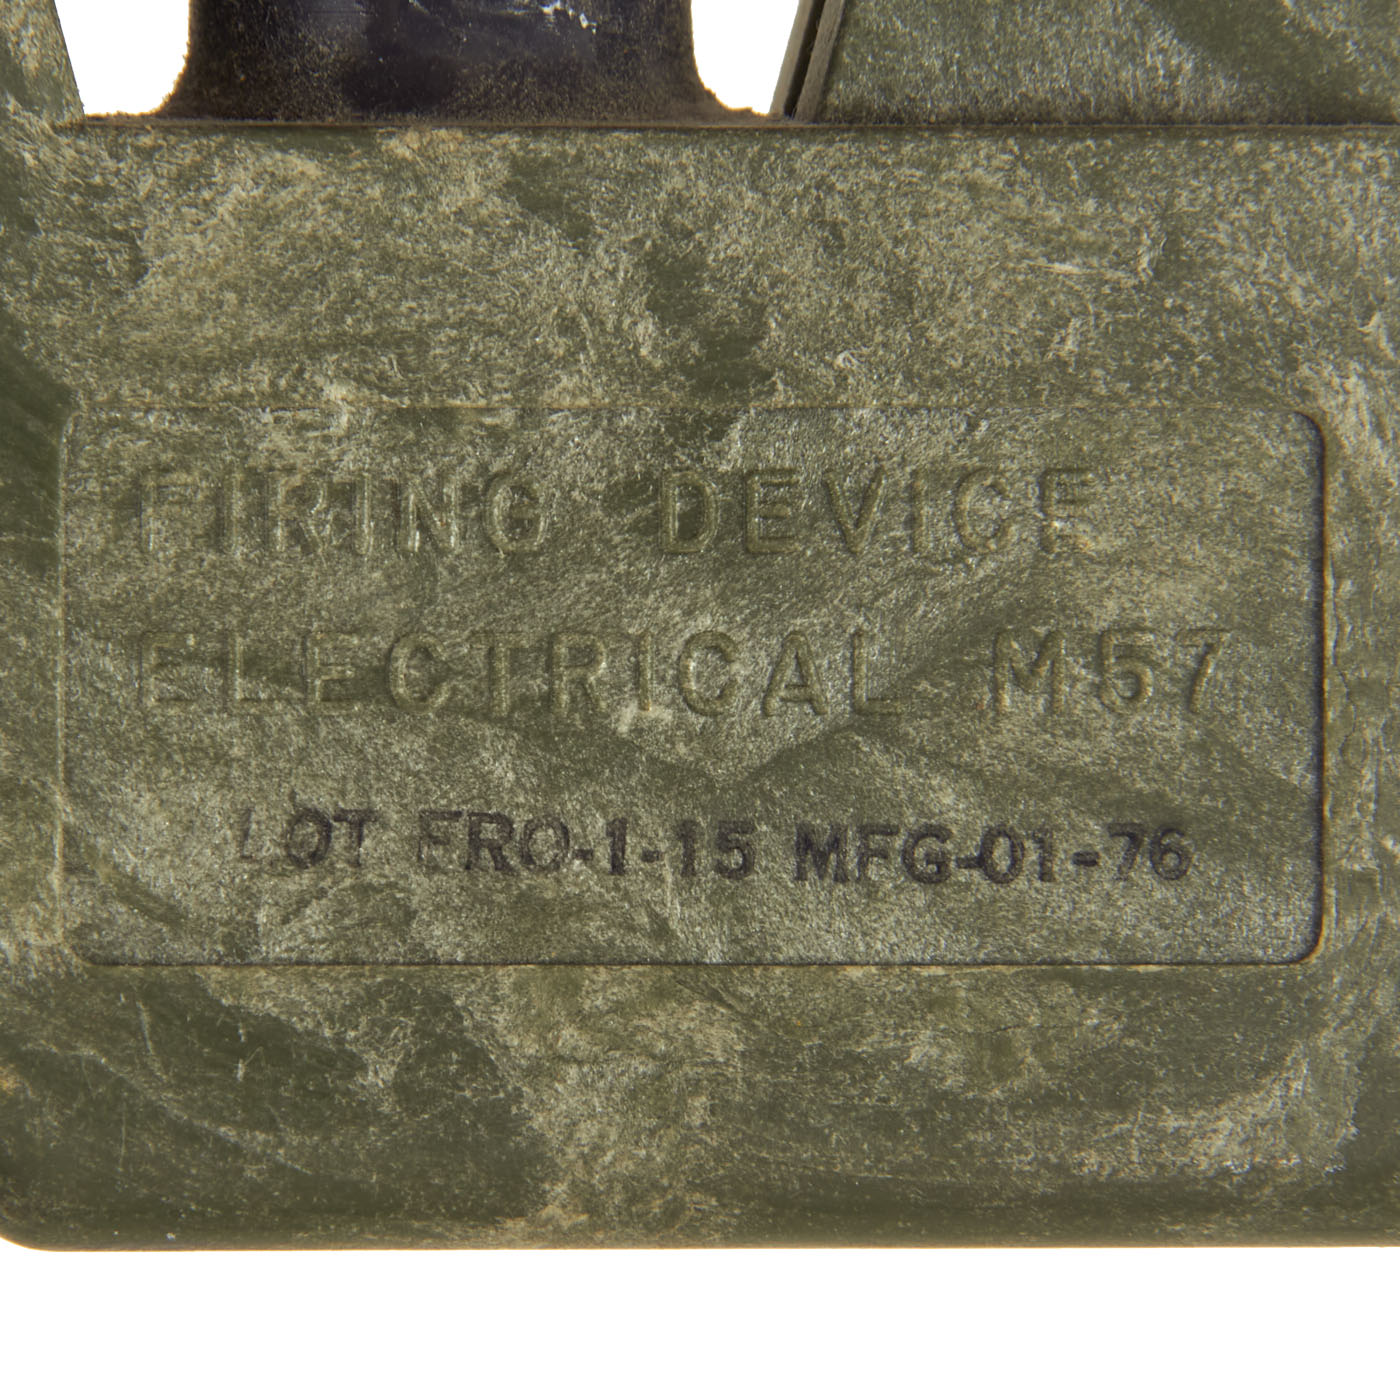 FIRING DEVICE
ELECTRICAL M57
LOT FRO-1-15 MFG-01-76